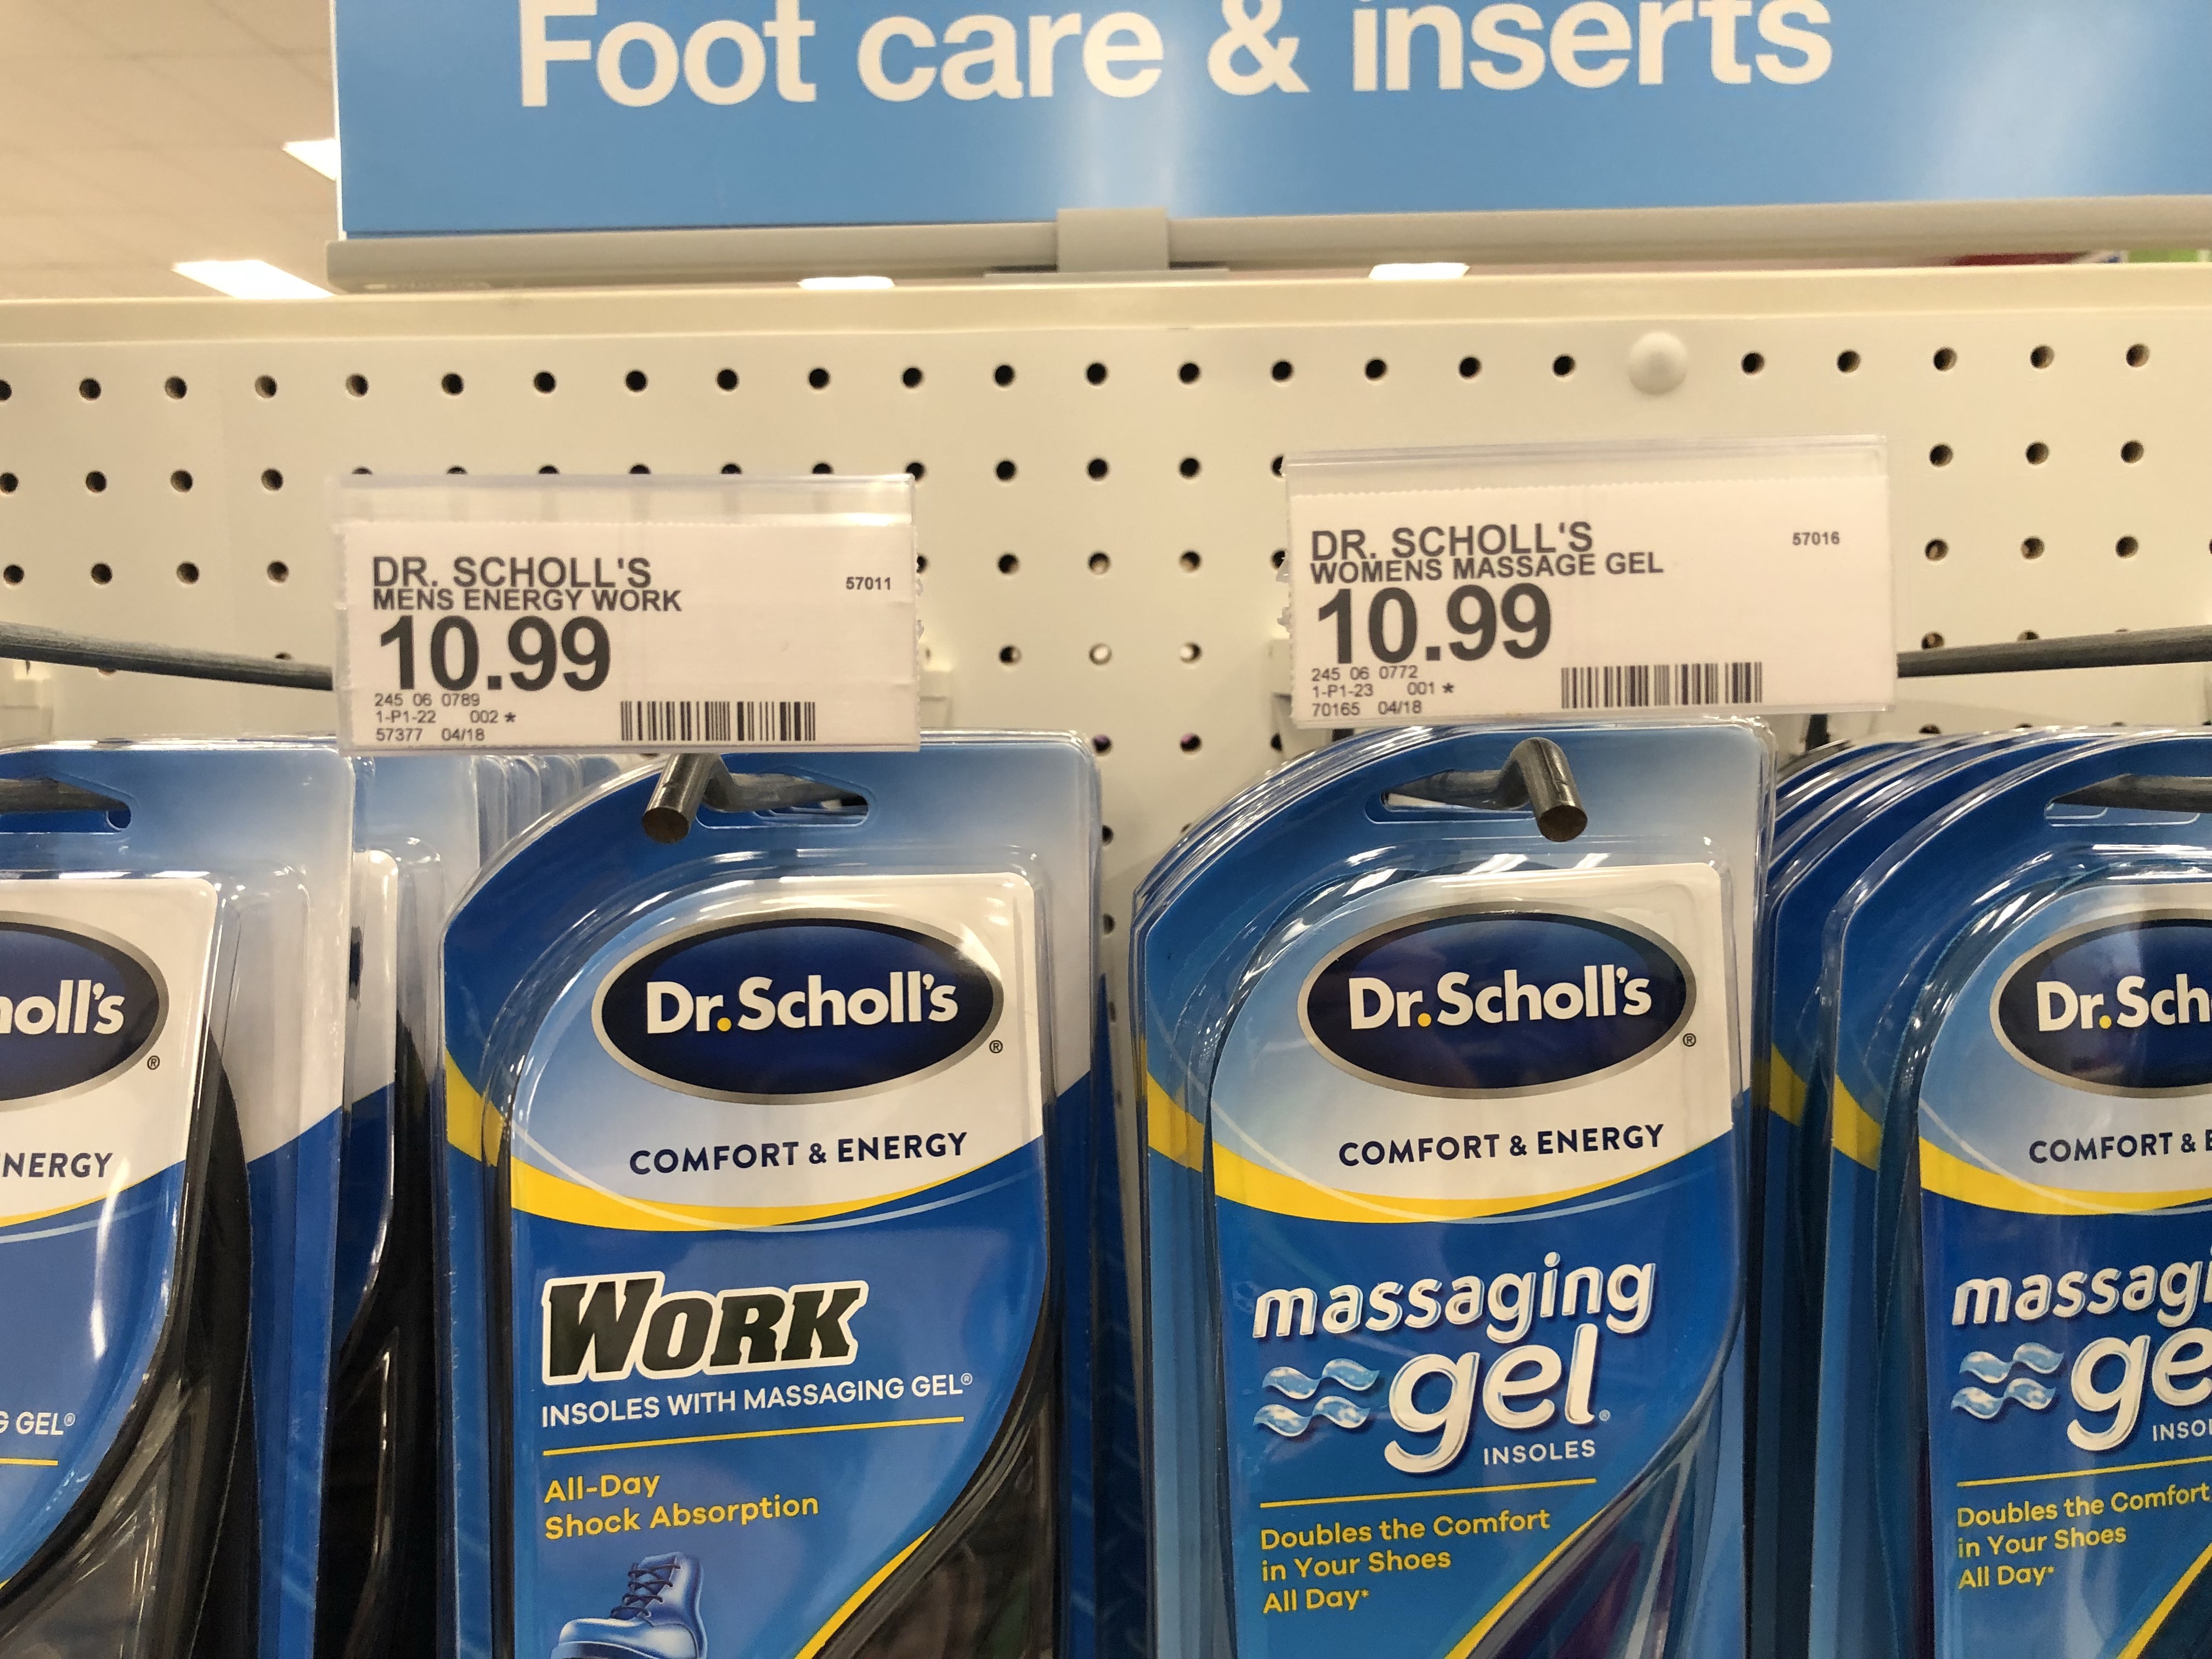 Foot care & inserts
DR. SCHOLL'S
57011
MENS ENERGY WORK
10.99
245 06 0789
1-P1-22 002 *
57377 04/18
DR. SCHOLL'S
57016
WOMENS MASSAGE GEL
10.99
245 06 0772
1-P1-23 001 *
70165 04/18
holl's
®
NERGY
G GEL®
Dr.Scholl's
®
COMFORT & ENERGY
WORK
INSOLES WITH MASSAGING GEL®
All-Day
Shock Absorption
Dr.Scholl's
®
COMFORT & ENERGY
massaging
gel®
INSOLES
Doubles the Comfort
in Your Shoes
All Day*
Dr.Sch
COMFORT & E
massagi
ge
INSOL
Doubles the Comfort
in Your Shoes
All Day*